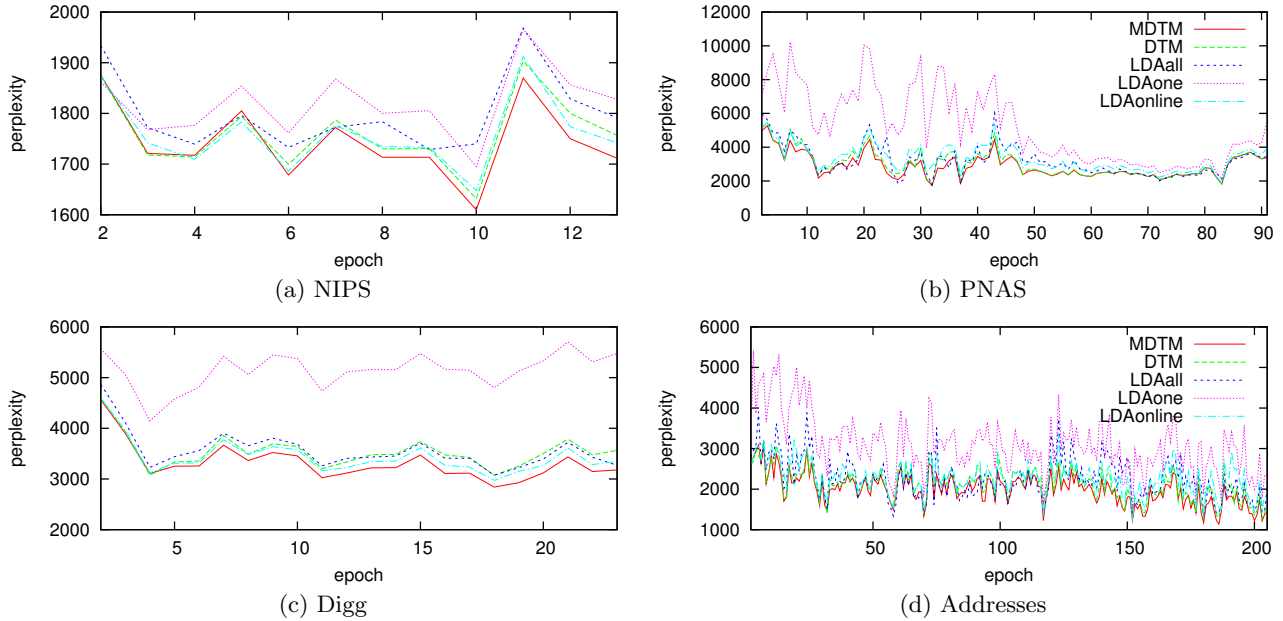 2000
1900
1800
1700
1600
perplexity
2 4 6 8 10 12
epoch
(a) NIPS
12000
10000
8000
6000
4000
2000
0
perplexity
MDTM
DTM
LDAall
LDAone
LDAonline
10 20 30 40 50 60 70 80 90
epoch
(b) PNAS
6000
5000
4000
3000
2000
perplexity
5 10 15 20
epoch
(c) Digg
6000
5000
4000
3000
2000
1000
perplexity
MDTM
DTM
LDAall
LDAone
LDAonline
50 100 150 200
epoch
(d) Addresses